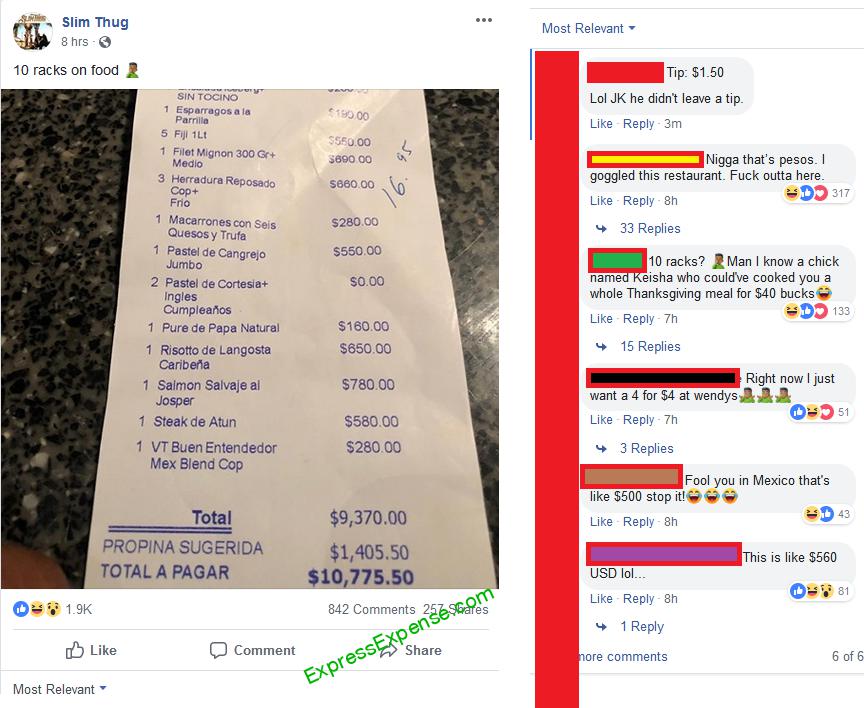 Slim Thug
8 hrs
10 racks on food
SIN TOCINO
1 Esparragos a la $190.00
Parrilla
5 Fiji 1Lt $550.00
1 Filet Mignon 300 Gr+ $690.00
Medio
3 Herradura Reposado $660.00
Cop+
Frio
16.95
1 Macarrones con Seis $280.00
Quesos y Trufa
1 Pastel de Cangrejo $550.00
Jumbo
2 Pastel de Cortesia+ $0.00
Ingles
Cumpleaños
1 Pure de Papa Natural $160.00
1 Risotto de Langosta $650.00
Caribeña
1 Salmon Salvaje al $780.00
Josper
1 Steak de Atun $580.00
1 VT Buen Entendedor $280.00
Mex Blend Cop
Total $9,370.00
PROPINA SUGERIDA $1,405.50
TOTAL A PAGAR $10,775.50
1.9K 842 Comments 257 Shares
ExpressExpense.com
Like Comment Share
Most Relevant
Most Relevant
Tip: $1.50
Lol JK he didn't leave a tip.
Like · Reply · 3m
Nigga that's pesos. I
goggled this restaurant. Fuck outta here.
317
Like · Reply · 8h
33 Replies
10 racks? Man I know a chick
named Keisha who could've cooked you a
whole Thanksgiving meal for $40 bucks
133
Like · Reply · 7h
15 Replies
Right now I just
want a 4 for $4 at wendys
51
Like · Reply · 7h
3 Replies
Fool you in Mexico that's
like $500 stop it!
43
Like · Reply · 8h
This is like $560
USD lol...
81
Like · Reply · 8h
1 Reply
more comments 6 of 6